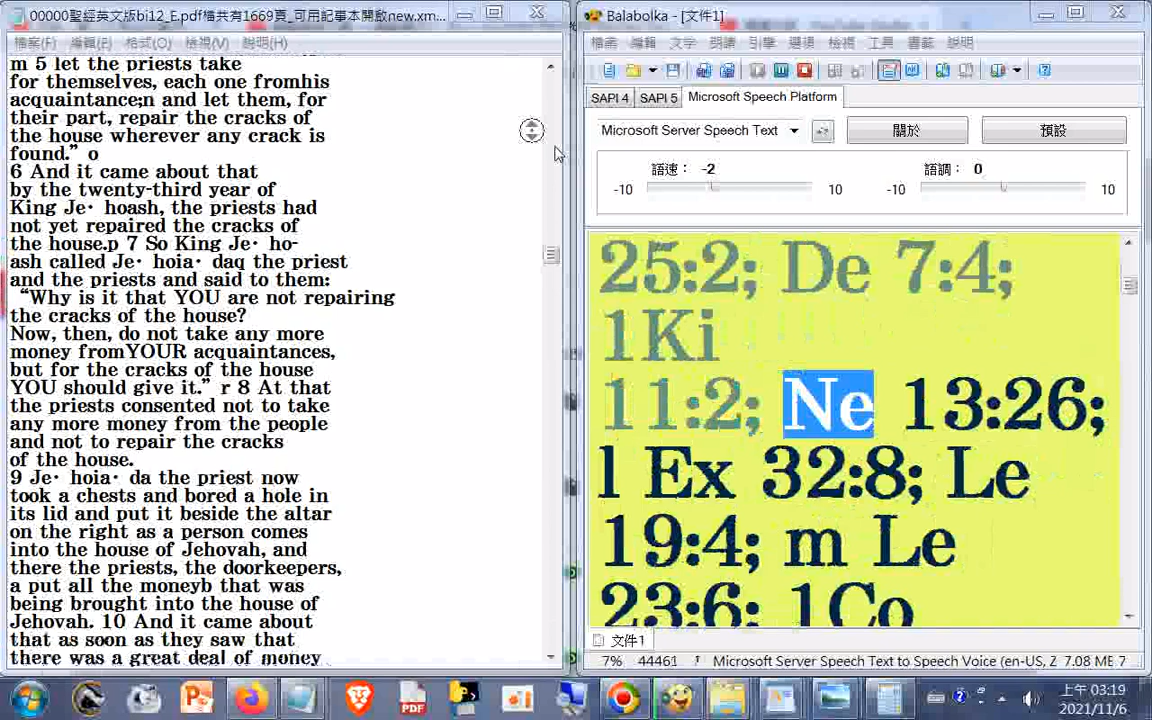 00000聖經英文版bi12_E.pdf檔共有1669頁_可用記事本開啟new.xm...
檔案(F) 編輯(E) 格式(O) 檢視(V) 說明(H)
m 5 let the priests take
for themselves, each one fromhis
acquaintance;n and let them, for
their part, repair the cracks of
the house wherever any crack is
found.” o
6 And it came about that
by the twenty-third year of
King Je· hoash, the priests had
not yet repaired the cracks of
the house.p 7 So King Je· ho-
ash called Je· hoia· daq the priest
and the priests and said to them:
“Why is it that YOU are not repairing
the cracks of the house?
Now, then, do not take any more
money fromYOUR acquaintances,
but for the cracks of the house
YOU should give it.” r 8 At that
the priests consented not to take
any more money from the people
and not to repair the cracks
of the house.
9 Je· hoia· da the priest now
took a chests and bored a hole in
its lid and put it beside the altar
on the right as a person comes
into the house of Jehovah, and
there the priests, the doorkeepers,
a put all the moneyb that was
being brought into the house of
Jehovah. 10 And it came about
that as soon as they saw that
there was a great deal of money
Balabolka - [文件1]
檔案 編輯 文字 朗讀 引擎 選項 檢視 工具 書籤 說明
SAPI 4 SAPI 5 Microsoft Speech Platform
Microsoft Server Speech Text 關於 預設
語速： -2 語調： 0
-10 10 -10 10
25:2; De 7:4;
1Ki
11:2; Ne 13:26;
l Ex 32:8; Le
19:4; m Le
23:6; 1Co
文件1
7% 44461 Microsoft Server Speech Text to Speech Voice (en-US, Z 7.08 ME 7
上午 03:19
2021/11/6